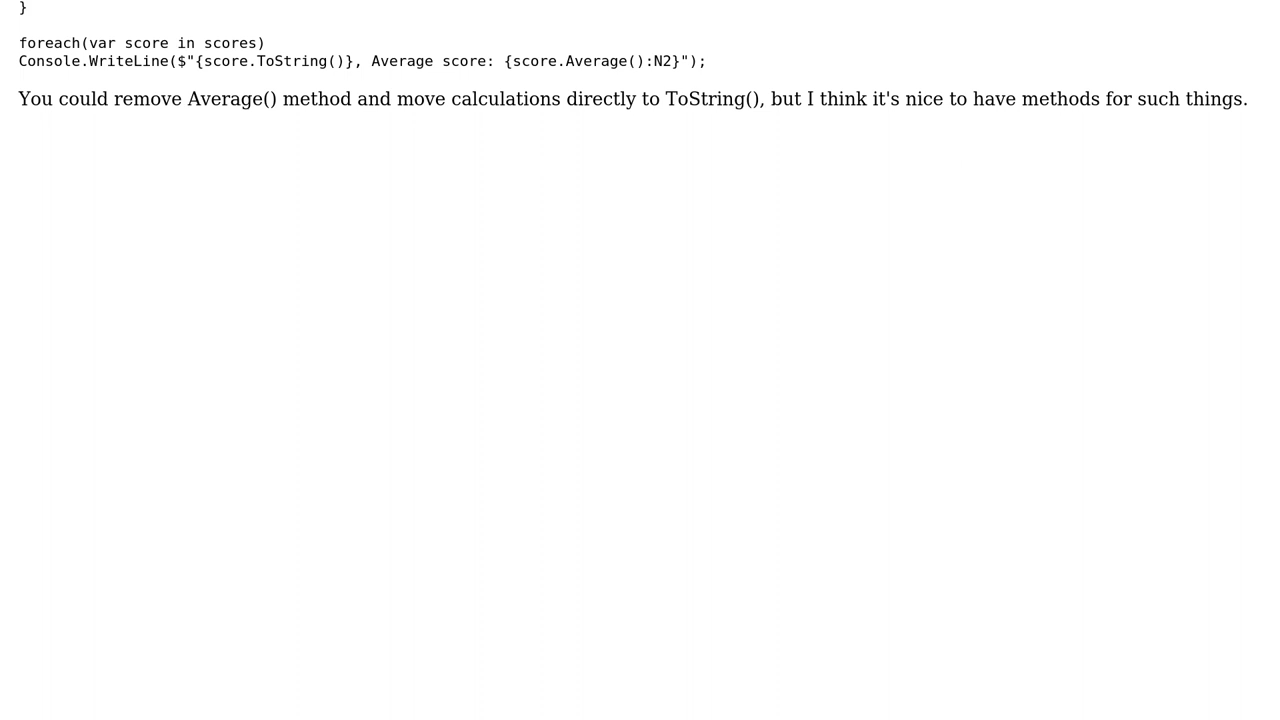 }
foreach(var score in scores)
Console.WriteLine($"{score.ToString()}, Average score: {score.Average():N2}");
You could remove Average() method and move calculations directly to ToString(), but I think it's nice to have methods for such things.